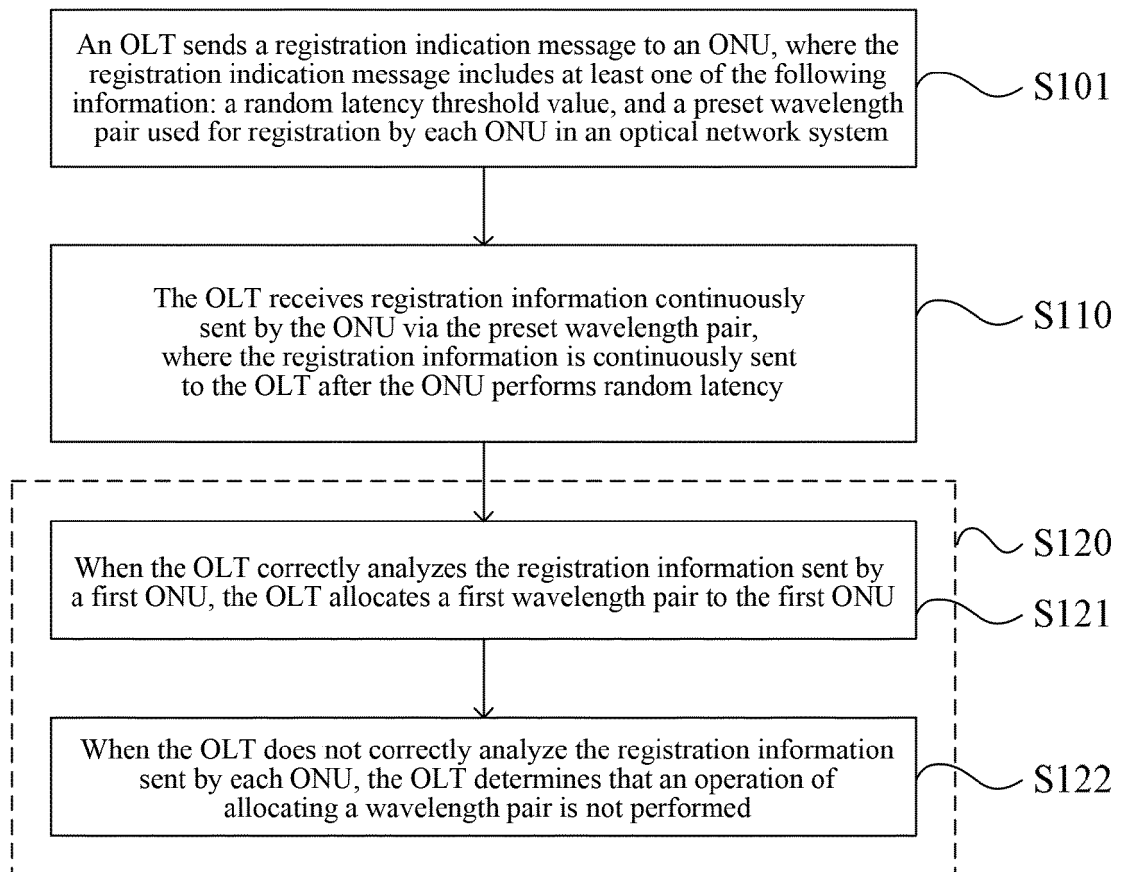 An OLT sends a registration indication message to an ONU, where the
registration indication message includes at least one of the following
information: a random latency threshold value, and a preset wavelength
pair used for registration by each ONU in an optical network system
S101
The OLT receives registration information continuously
sent by the ONU via the preset wavelength pair,
where the registration information is continuously sent
to the OLT after the ONU performs random latency
S110
S120
When the OLT correctly analyzes the registration information sent by
a first ONU, the OLT allocates a first wavelength pair to the first ONU
S121
When the OLT does not correctly analyze the registration information
sent by each ONU, the OLT determines that an operation of
allocating a wavelength pair is not performed
S122